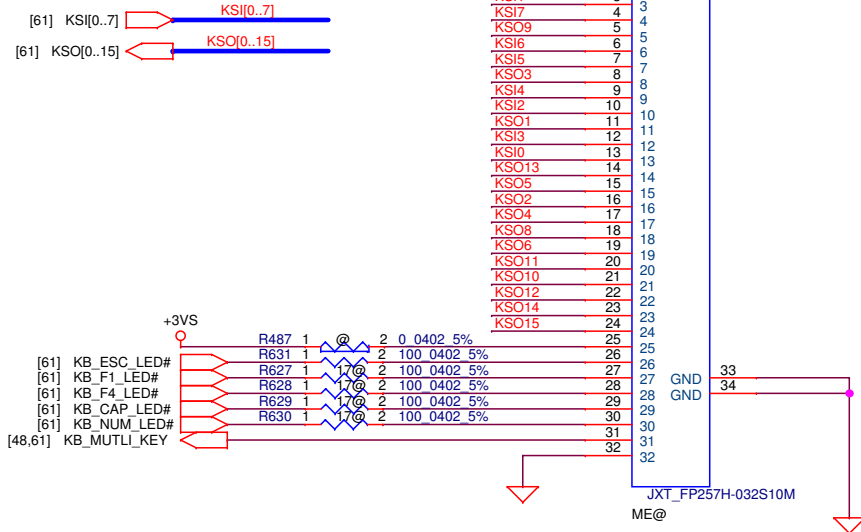 KSI[0..7]
[61] KSI[0..7]
KSO[0..15]
[61] KSO[0..15]
3
KSI7 4 4
KSO9 5 5
KSI6 6 6
KSI5 7 7
KSO3 8 8
KSI4 9 9
KSI2 10 10
KSO1 11 11
KSI3 12 12
KSI0 13 13
KSO13 14 14
KSO5 15 15
KSO2 16 16
KSO4 17 17
KSO8 18 18
KSO6 19 19
KSO11 20 20
KSO10 21 21
KSO12 22 22
KSO14 23 23
KSO15 24 24
+3VS
R487 1 @ 2 0_0402_5% 25 25
[61] KB_ESC_LED# R631 1 2 100_0402_5% 26 26
[61] KB_F1_LED# R627 1 17@ 2 100_0402_5% 27 27 GND 33
[61] KB_F4_LED# R628 1 17@ 2 100_0402_5% 28 28 GND 34
[61] KB_CAP_LED# R629 1 17@ 2 100_0402_5% 29 29
[61] KB_NUM_LED# R630 1 17@ 2 100_0402_5% 30 30
[48,61] KB_MUTLI_KEY 31 31
32 32
JXT_FP257H-032S10M
ME@